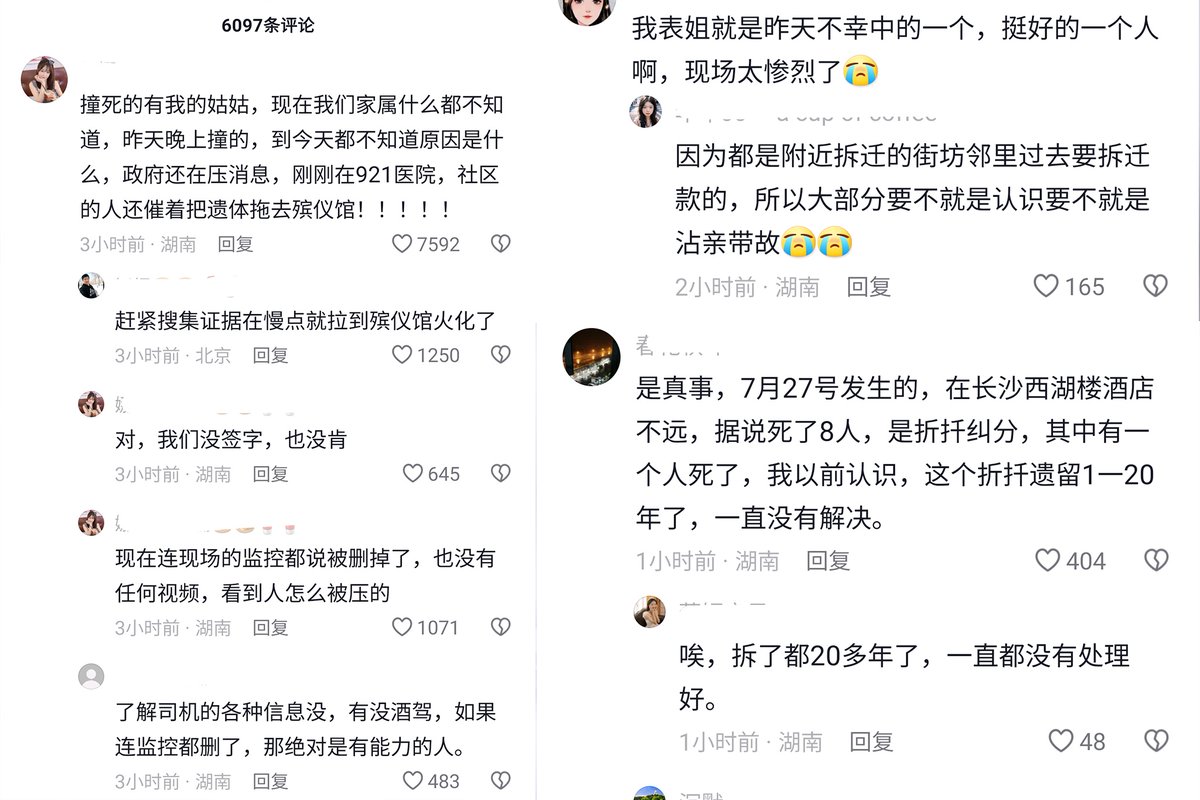 6097条评论
撞死的有我的姑姑，现在我们家属什么都不知
道，昨天晚上撞的，到今天都不知道原因是什
么，政府还在压消息，刚刚在921医院，社区
的人还催着把遗体拖去殡仪馆！！！！！
3小时前·湖南 回复 7592
赶紧搜集证据在慢点就拉到殡仪馆火化了
3小时前·北京 回复 1250
对，我们没签字，也没肯
3小时前·湖南 回复 645
现在连现场的监控都说被删掉了，也没有
任何视频，看到人怎么被压的
3小时前·湖南 回复 1071
了解司机的各种信息没，有没酒驾，如果
连监控都删了，那绝对是有能力的人。
3小时前·湖南 回复 483
我表姐就是昨天不幸中的一个，挺好的一个人
啊，现场太惨烈了😭
因为都是附近拆迁的街坊邻里过去要拆迁
款的，所以大部分要不就是认识要不就是
沾亲带故😭😭
2小时前·湖南 回复 165
是真事，7月27号发生的，在长沙西湖楼酒店
不远，据说死了8人，是折扦纠分，其中有一
个人死了，我以前认识，这个折扦遗留1一20
年了，一直没有解决。
1小时前·湖南 回复 404
唉，拆了都20多年了，一直都没有处理
好。
1小时前·湖南 回复 48